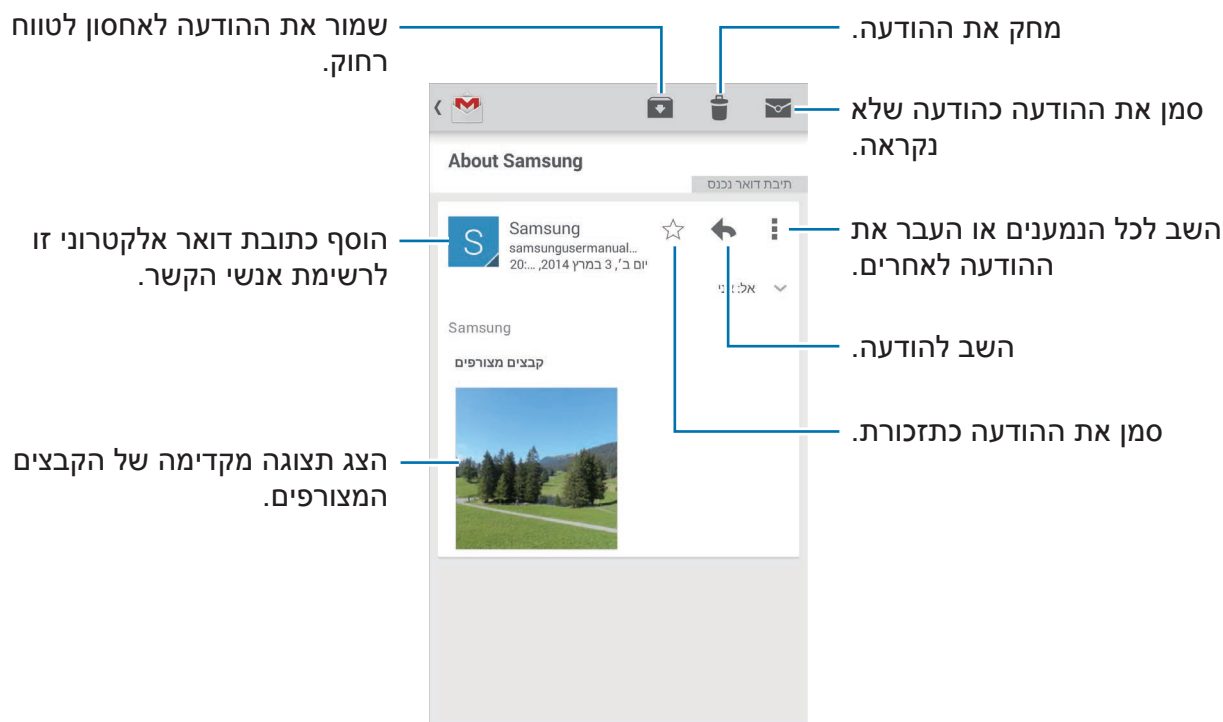 שמור את ההודעה לאחסון לטווח
רחוק.
מחק את ההודעה.
סמן את ההודעה כהודעה שלא
נקראה.
About Samsung
תיבת דואר נכנס
הוסף כתובת דואר אלקטרוני זו
לרשימת אנשי הקשר.
S
Samsung
samsungusermanual...
יום ב׳, 3 במרץ 2014, ...:20
השב לכל הנמענים או העבר את
ההודעה לאחרים.
אל:
Samsung
השב להודעה.
קבצים מצורפים
סמן את ההודעה כתזכורת.
הצג תצוגה מקדימה של הקבצים
המצורפים.